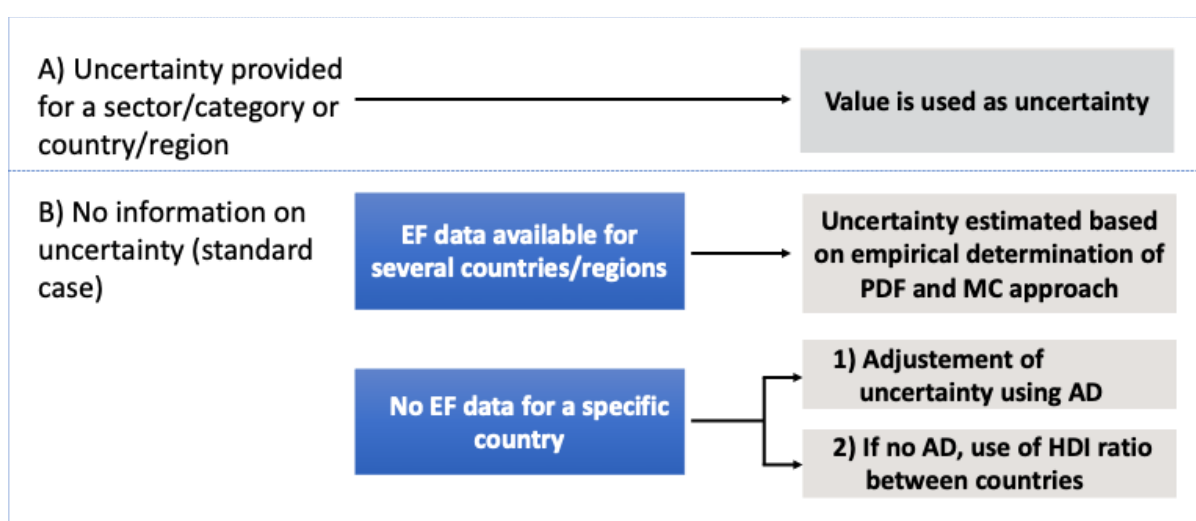 A) Uncertainty provided
for a sector/category or
country/region
Value is used as uncertainty
B) No information on
uncertainty (standard
case)
EF data available for
several countries/regions
Uncertainty estimated based
on empirical determination of
PDF and MC approach
No EF data for a specific
country
1) Adjustement of
uncertainty using AD
2) If no AD, use of HDI ratio
between countries